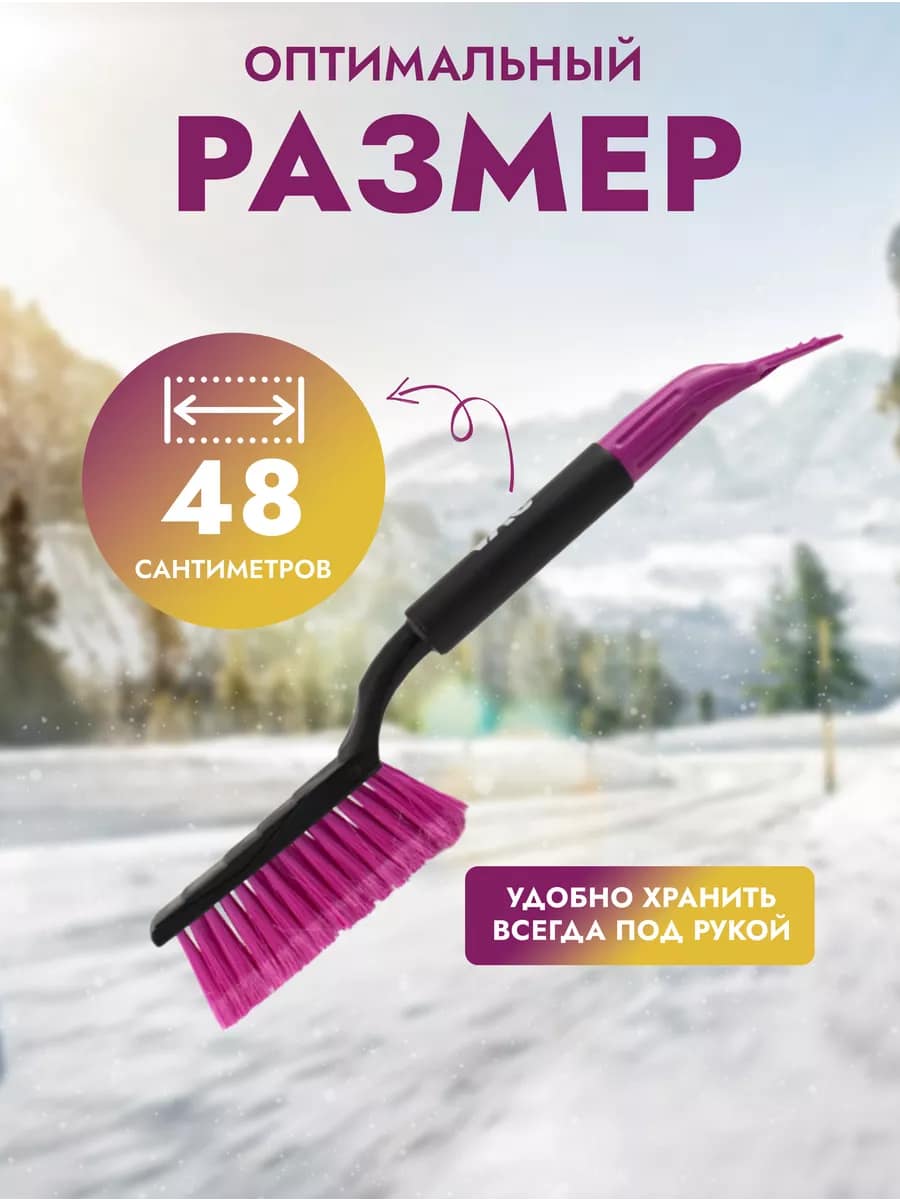 ОПТИМАЛЬНЫЙ
РАЗМЕР
48
САНТИМЕТРОВ
УДОБНО ХРАНИТЬ
ВСЕГДА ПОД РУКОЙ